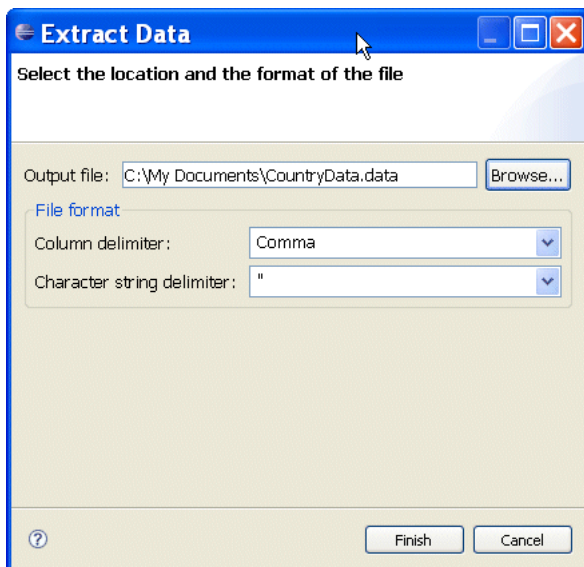 Extract Data
Select the location and the format of the file
Output file: C:\My Documents\CountryData.data Browse...
File format
Column delimiter: Comma
Character string delimiter: "
? Finish Cancel